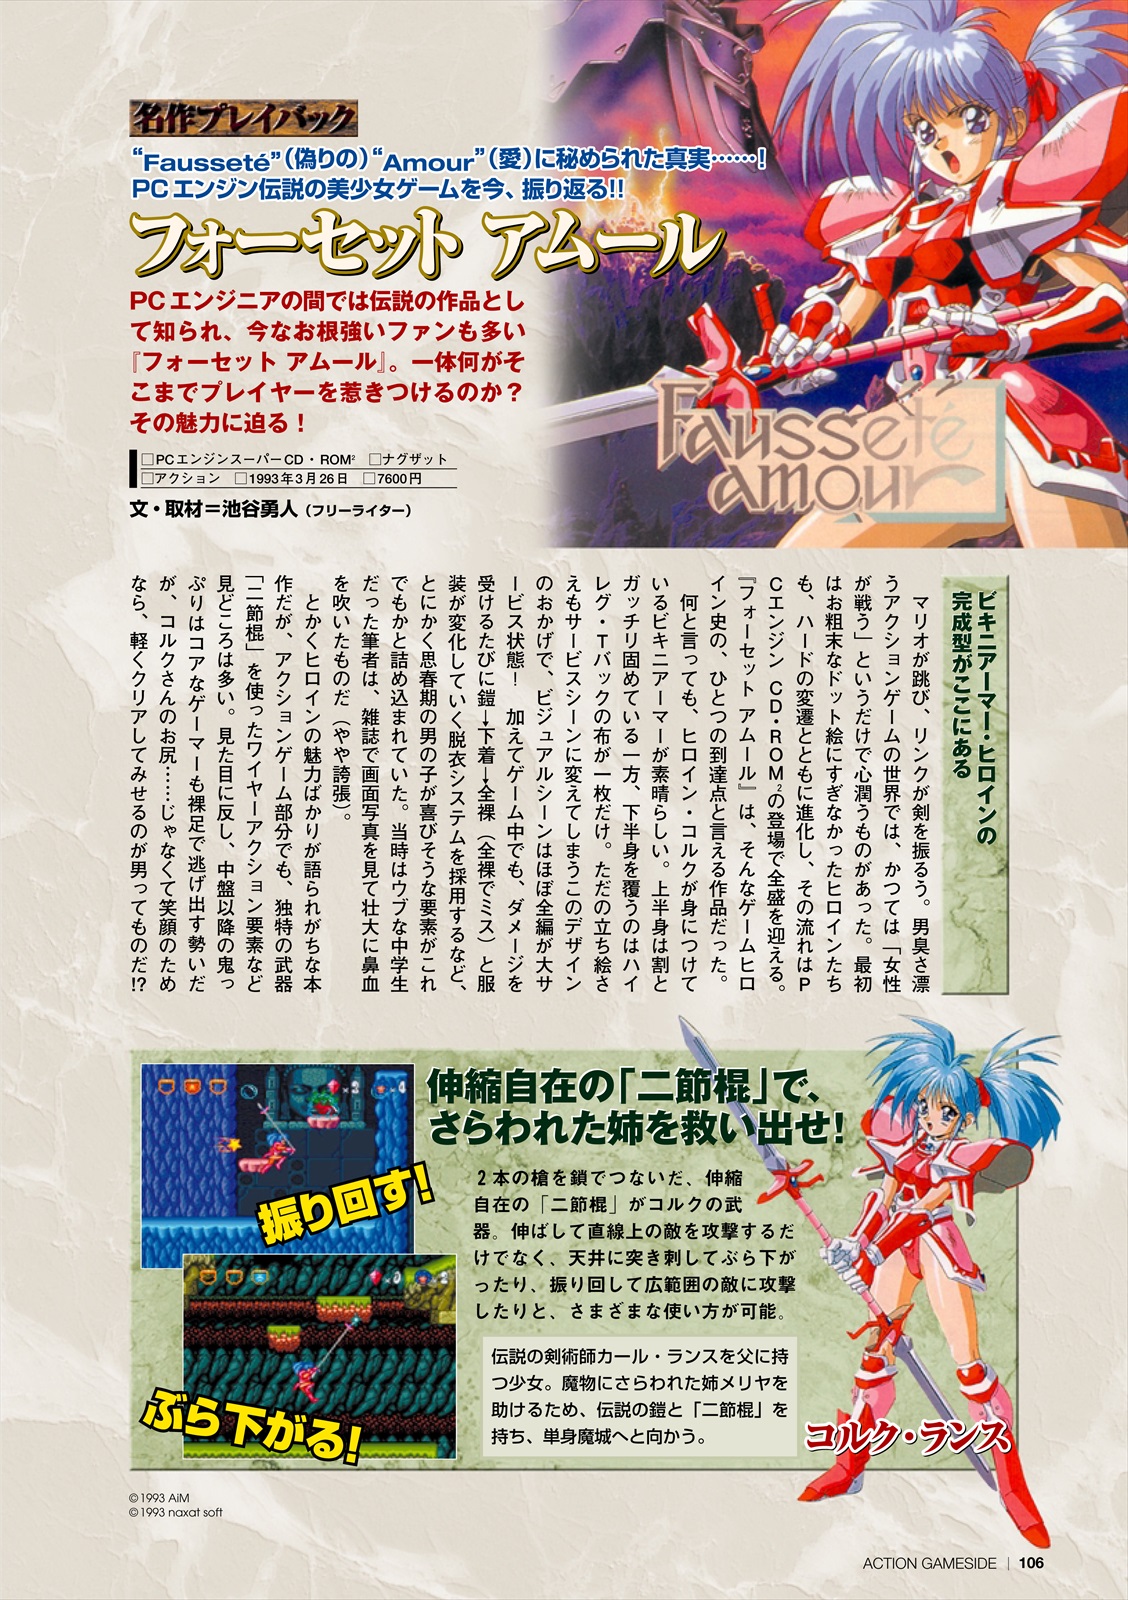 名作プレイバック
“Fausseté”（偽りの）“Amour”（愛）に秘められた真実……！
PCエンジン伝説の美少女ゲームを今、振り返る!!
フォーセット アムール
PCエンジニアの間では伝説の作品とし
て知られ、今なお根強いファンも多い
『フォーセット アムール』。一体何がそ
こまでプレイヤーを惹きつけるのか？
その魅力に迫る！
□PCエンジンスーパーCD・ROM² □ナグザット
□アクション □1993年3月26日 □7600円
文・取材＝池谷勇人（フリーライター）
Fausseté
amour
ビキニアーマー・ヒロインの
完成型がここにある
マリオが跳び、リンクが剣を振るう。男臭さ漂
うアクションゲームの世界では、かつては「女性
が戦う」というだけで心潤うものがあった。最初
はお粗末なドット絵にすぎなかったヒロインたち
も、ハードの変遷とともに進化し、その流れはP
Cエンジン CD・ROM²の登場で全盛を迎える。
『フォーセット アムール』は、そんなゲームヒロ
イン史の、ひとつの到達点と言える作品だった。
何と言っても、ヒロイン・コルクが身につけて
いるビキニアーマーが素晴らしい。上半身は割と
ガッチリ固めている一方、下半身を覆うのはハイ
レグ・Tバックの布が一枚だけ。ただの立ち絵さ
えもサービスシーンに変えてしまうこのデザイン
のおかげで、ビジュアルシーンはほぼ全編が大サ
ービス状態！ 加えてゲーム中でも、ダメージを
受けるたびに鎧→下着→全裸（全裸でミス）と服
装が変化していく脱衣システムを採用するなど、
とにかく思春期の男の子が喜びそうな要素がこれ
でもかと詰め込まれていた。当時はウブな中学生
だった筆者は、雑誌で画面写真を見て壮大に鼻血
を吹いたものだ（やや誇張）。
とかくヒロインの魅力ばかりが語られがちな本
作だが、アクションゲーム部分でも、独特の武器
「二節棍」を使ったワイヤーアクション要素など
見どころは多い。見た目に反し、中盤以降の鬼っ
ぷりはコアなゲーマーも裸足で逃げ出す勢いだ
が、コルクさんのお尻……じゃなくて笑顔のため
なら、軽くクリアしてみせるのが男ってものだ!?
伸縮自在の「二節棍」で、
さらわれた姉を救い出せ！
2本の槍を鎖でつないだ、伸縮
自在の「二節棍」がコルクの武
器。伸ばして直線上の敵を攻撃するだ
けでなく、天井に突き刺してぶら下が
ったり、振り回して広範囲の敵に攻撃
したりと、さまざまな使い方が可能。
×3
×4
振り回す！
×0
×2
ぶら下がる！
伝説の剣術師カール・ランスを父に持
つ少女。魔物にさらわれた姉メリヤを
助けるため、伝説の鎧と「二節棍」を
持ち、単身魔城へと向かう。
コルク・ランス
©1993 AiM
©1993 naxat soft
ACTION GAMESIDE | 106